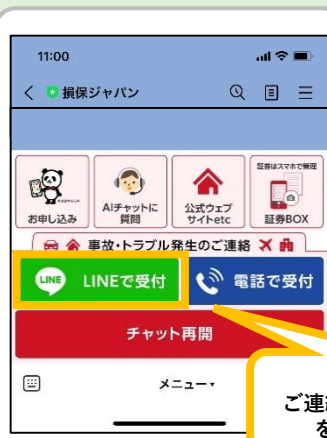 11:00
損保ジャパン
証券はスマホで管理
お申し込み
AIチャットに
質問
公式ウェブ
サイトetc
証券BOX
事故・トラブル発生のご連絡
LINE LINEで受付
電話で受付
チャット再開
メニュー▾
ご連絡
を